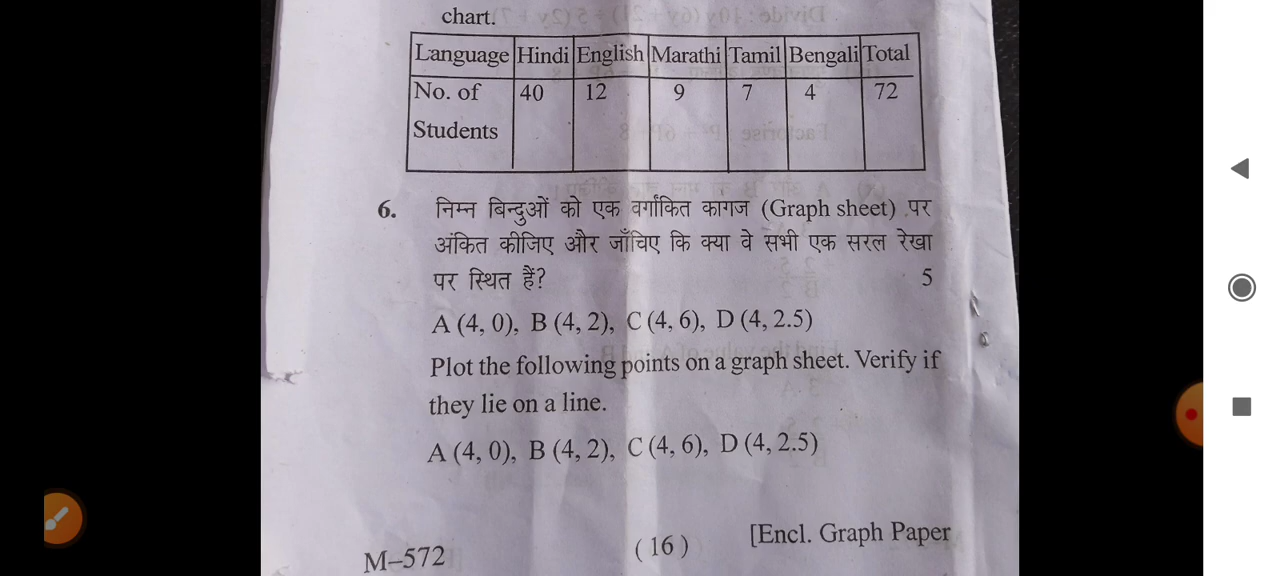 chart.
Language Hindi English Marathi Tamil Bengali Total
No. of 40 12 9 7 4 72
Students
6. निम्न बिन्दुओं को एक वर्गांकित कागज (Graph sheet) पर
अंकित कीजिए और जाँचिए कि क्या वे सभी एक सरल रेखा
पर स्थित हैं? 5
A (4, 0), B (4, 2), C (4, 6), D (4, 2.5)
Plot the following points on a graph sheet. Verify if
they lie on a line.
A (4, 0), B (4, 2), C (4, 6), D (4, 2.5)
M–572 ( 16 ) [Encl. Graph Paper